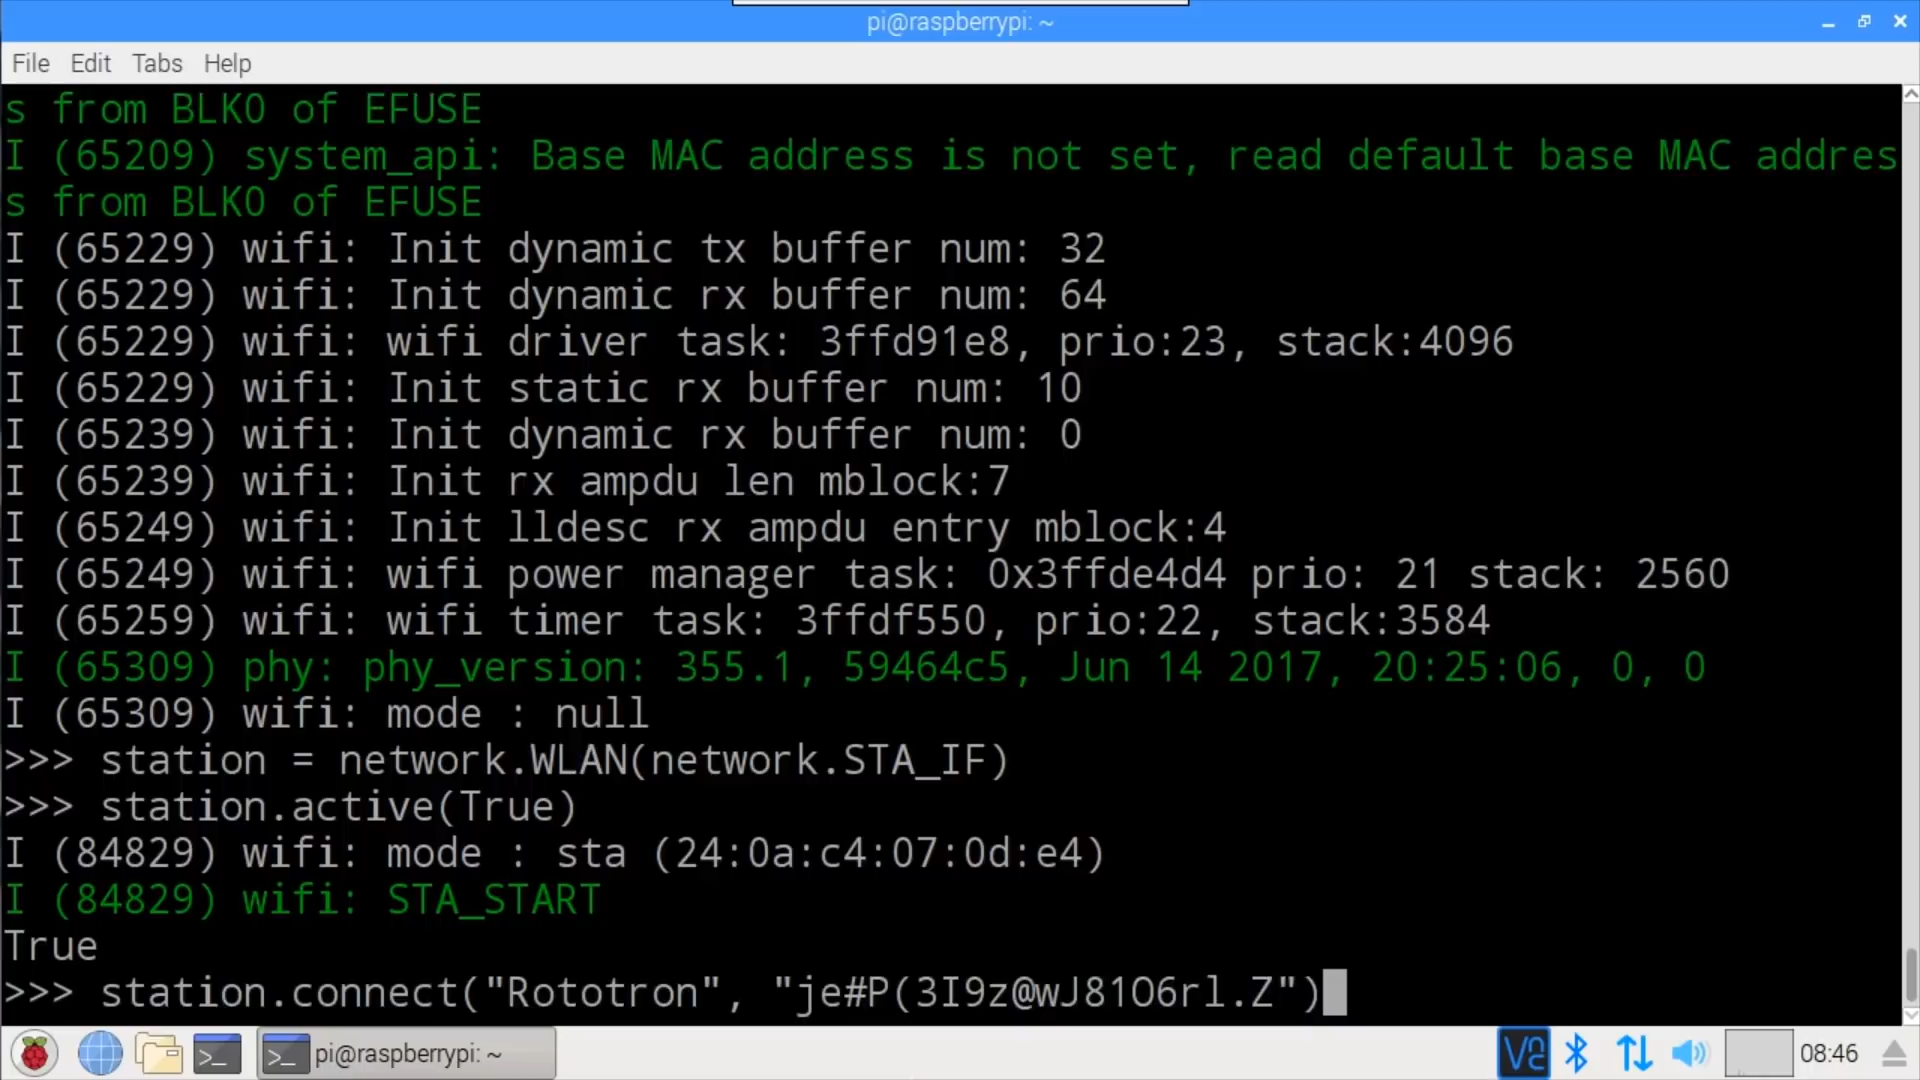 pi@raspberrypi: ~
File Edit Tabs Help
s from BLK0 of EFUSE
I (65209) system_api: Base MAC address is not set, read default base MAC addres
s from BLK0 of EFUSE
I (65229) wifi: Init dynamic tx buffer num: 32
I (65229) wifi: Init dynamic rx buffer num: 64
I (65229) wifi: wifi driver task: 3ffd91e8, prio:23, stack:4096
I (65229) wifi: Init static rx buffer num: 10
I (65239) wifi: Init dynamic rx buffer num: 0
I (65239) wifi: Init rx ampdu len mblock:7
I (65249) wifi: Init lldesc rx ampdu entry mblock:4
I (65249) wifi: wifi power manager task: 0x3ffde4d4 prio: 21 stack: 2560
I (65259) wifi: wifi timer task: 3ffdf550, prio:22, stack:3584
I (65309) phy: phy_version: 355.1, 59464c5, Jun 14 2017, 20:25:06, 0, 0
I (65309) wifi: mode : null
>>> station = network.WLAN(network.STA_IF)
>>> station.active(True)
I (84829) wifi: mode : sta (24:0a:c4:07:0d:e4)
I (84829) wifi: STA_START
True
>>> station.connect("Rototron", "je#P(3I9z@wJ81O6rl.Z")
pi@raspberrypi: ~
08:46